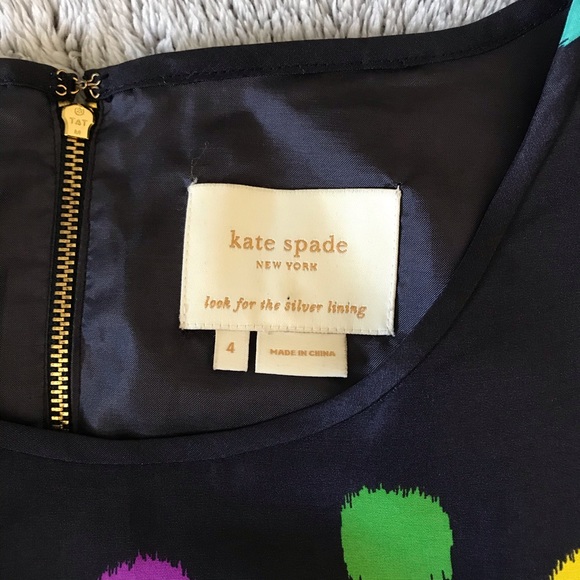 T&T
M
kate spade
NEW YORK
look for the silver lining
4
MADE IN CHINA